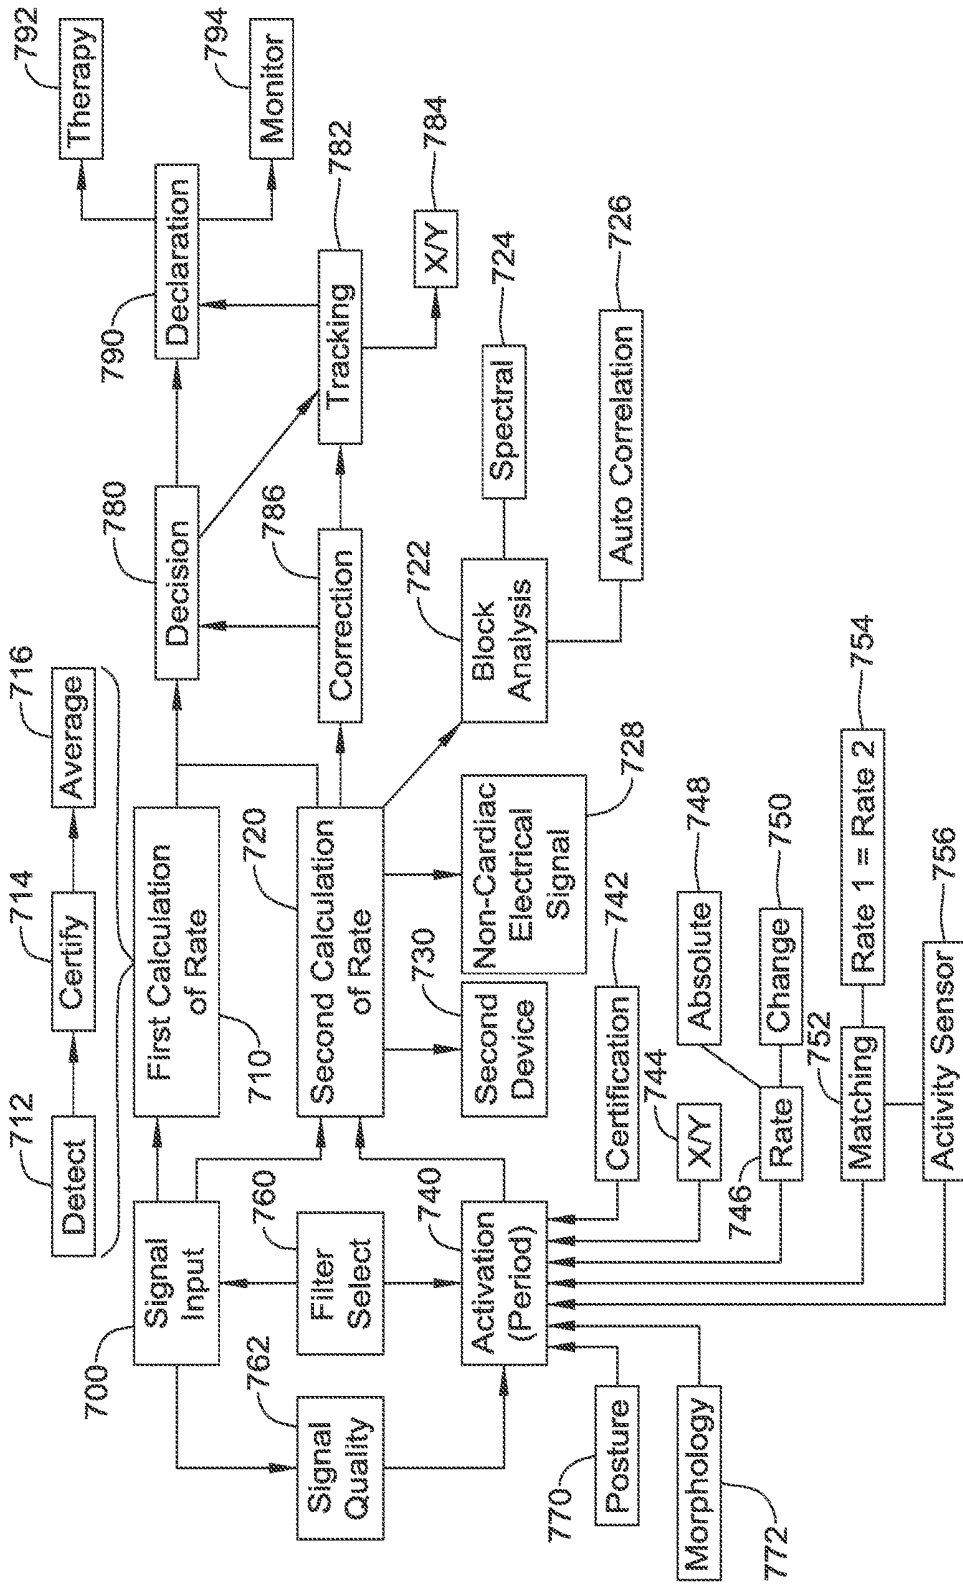 712
Detect
714
Certify
716
Average
700
Signal
Input
First Calculation
of Rate
710
780
Decision
790
Declaration
792
Therapy
794
Monitor
762
Signal
Quality
760
Filter
Select
720
Second Calculation
of Rate
786
Correction
Tracking
782
X/Y
784
740
Activation
(Period)
730
Second
Device
Non-Cardiac
Electrical
Signal
728
722
Block
Analysis
Spectral
724
Auto Correlation
726
770
Posture
Morphology
772
Certification
742
X/Y
744
746
Rate
Absolute
748
Change
750
752
Matching
Rate 1 = Rate 2
754
Activity Sensor
756